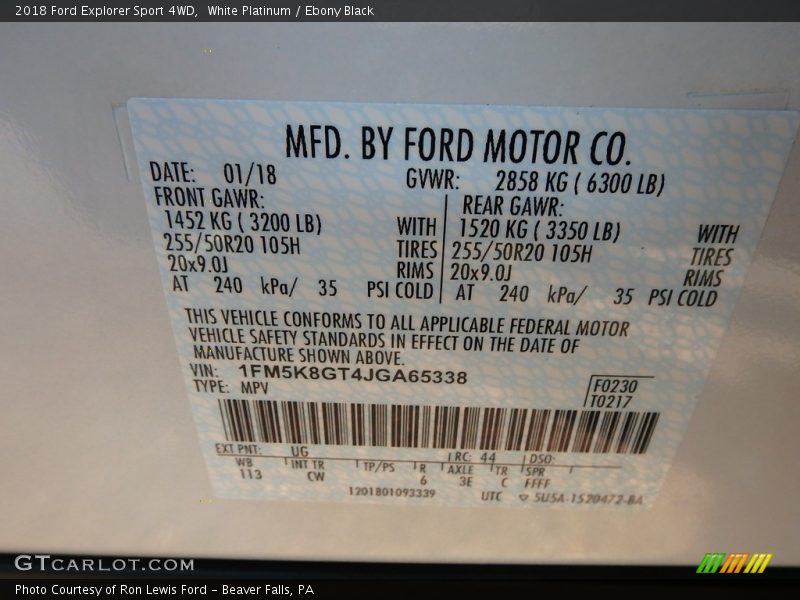 2018 Ford Explorer Sport 4WD,  White Platinum / Ebony Black
MFD. BY FORD MOTOR CO.
DATE: 01/18 GVWR: 2858 KG ( 6300 LB)
FRONT GAWR: REAR GAWR:
1452 KG ( 3200 LB) WITH 1520 KG ( 3350 LB) WITH
255/50R20 105H TIRES 255/50R20 105H TIRES
20x9.0J RIMS 20x9.0J RIMS
AT 240 kPa/ 35 PSI COLD AT 240 kPa/ 35 PSI COLD
THIS VEHICLE CONFORMS TO ALL APPLICABLE FEDERAL MOTOR
VEHICLE SAFETY STANDARDS IN EFFECT ON THE DATE OF
MANUFACTURE SHOWN ABOVE.
VIN: 1FM5K8GT4JGA65338
TYPE: MPV
F0230
T0217
EXT PNT: UG RC: 44 DSO:
WB INT TR TP/PS R AXLE TR SPR
113 CW 6 3E C FFFF
1201801093339 UTC 5U5A-1520472-BA
GTCARLOT.COM
Photo Courtesy of Ron Lewis Ford - Beaver Falls, PA